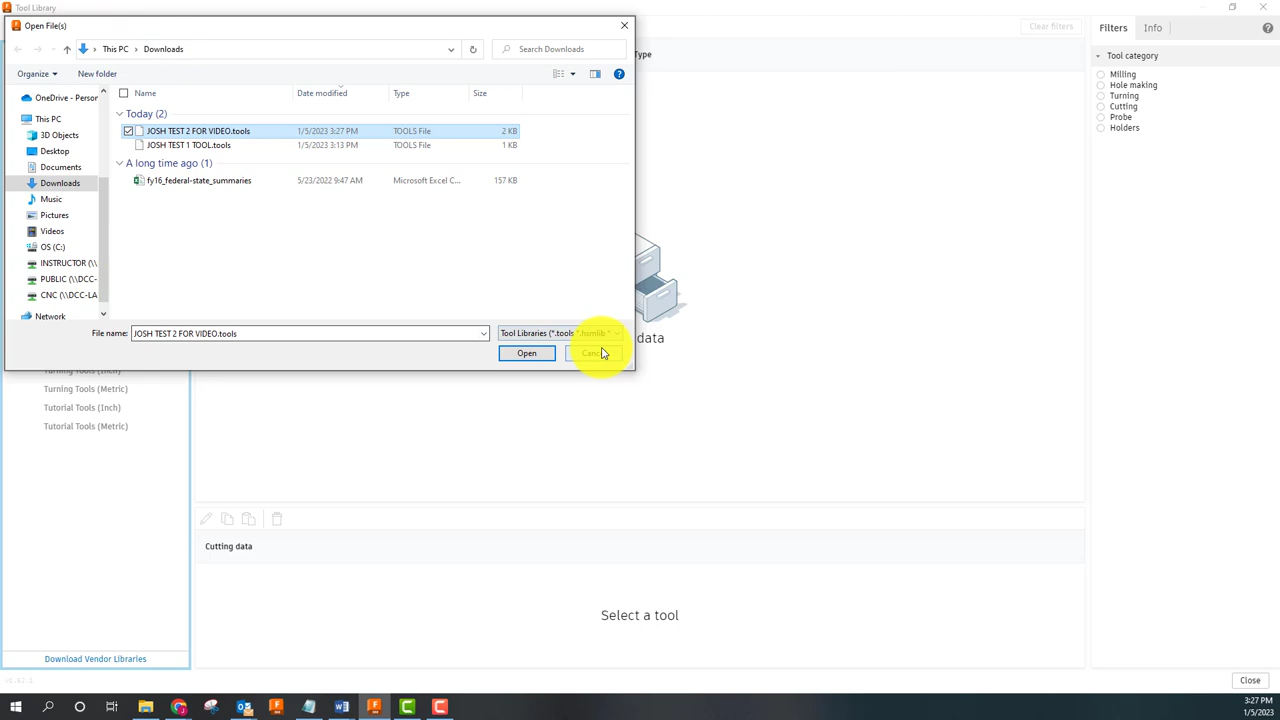 Tool Library
Open File(s)
Clear filters
Filters
Info
This PC
Downloads
Search Downloads
Type
Tool category
Organize
New folder
Milling
Hole making
Turning
Cutting
Probe
Holders
OneDrive - Person
This PC
3D Objects
Desktop
Documents
Downloads
Music
Pictures
Videos
OS (C:)
INSTRUCTOR (\\
PUBLIC (\\DCC-
CNC (\\DCC-LA
Network
Name
Date modified
Type
Size
Today (2)
JOSH TEST 2 FOR VIDEO.tools
1/5/2023 3:27 PM
TOOLS File
2 KB
JOSH TEST 1 TOOL.tools
1/5/2023 3:13 PM
TOOLS File
1 KB
A long time ago (1)
fy16_federal-state_summaries
5/23/2022 9:47 AM
Microsoft Excel C...
157 KB
File name:
JOSH TEST 2 FOR VIDEO.tools
Tool Libraries (*.tools *.hsmlib *
Open
data
Turning Tools (Inch)
Turning Tools (Metric)
Tutorial Tools (Inch)
Tutorial Tools (Metric)
Cutting data
Select a tool
Download Vendor Libraries
Close
3:27 PM
1/5/2023